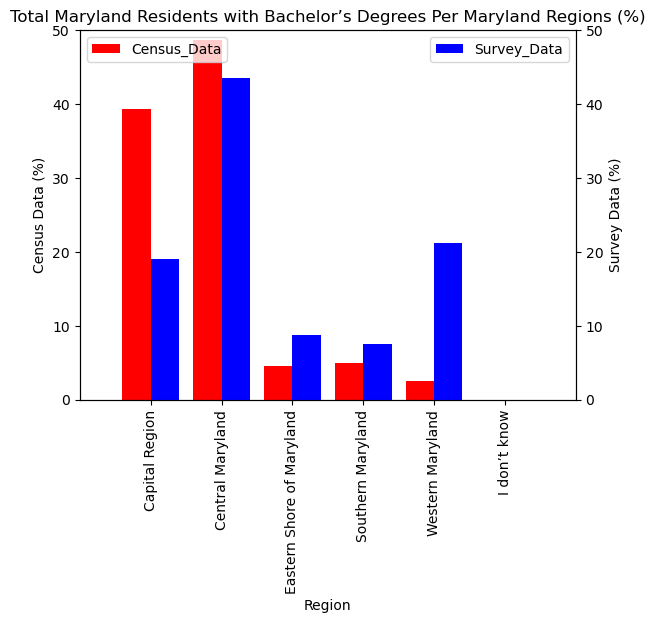 Total Maryland Residents with Bachelor’s Degrees Per Maryland Regions (%)
Census_Data
Survey_Data
50
40
30
20
10
0
Census Data (%)
50
40
30
20
10
0
Survey Data (%)
Capital Region
Central Maryland
Eastern Shore of Maryland
Southern Maryland
Western Maryland
I don’t know
Region